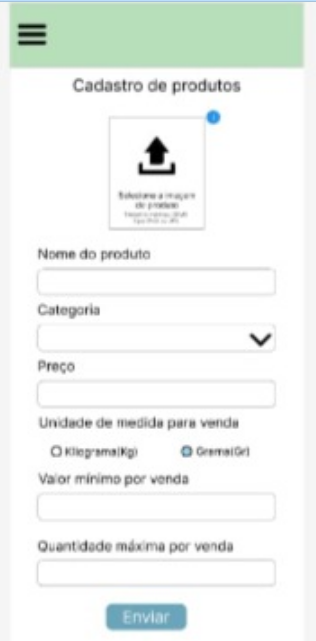 Cadastro de produtos
Selecione a imagem
do produto
Nome do produto
Categoria
Preço
Unidade de medida para venda
Kilograma(Kg) Grama(Gr)
Valor mínimo por venda
Quantidade máxima por venda
Enviar